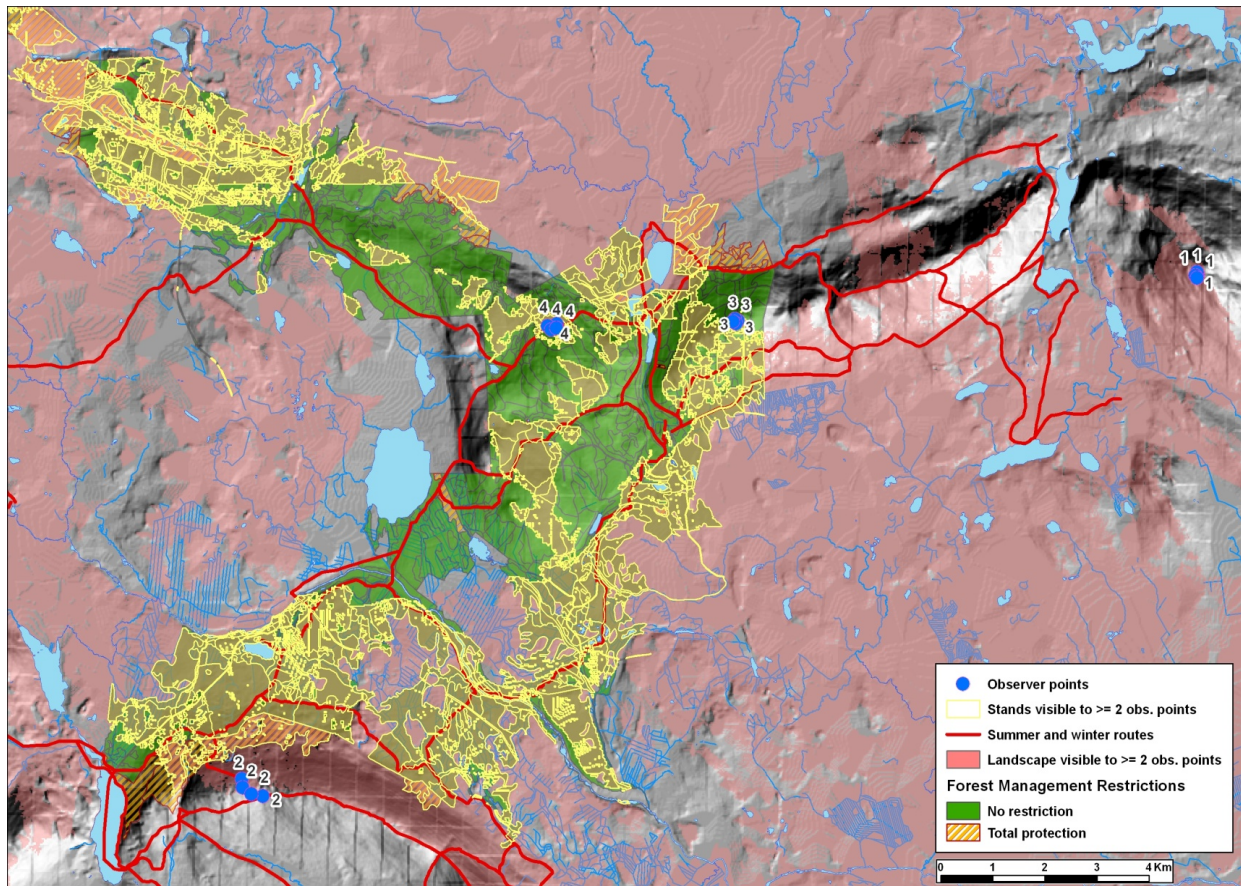 1 1
1
1
4 4
4
4
3 3
3 3
Observer points
Stands visible to >= 2 obs. points
Summer and winter routes
Landscape visible to >= 2 obs. points
Forest Management Restrictions
No restriction
Total protection
2
2 2
2
0 1 2 3 4 Km